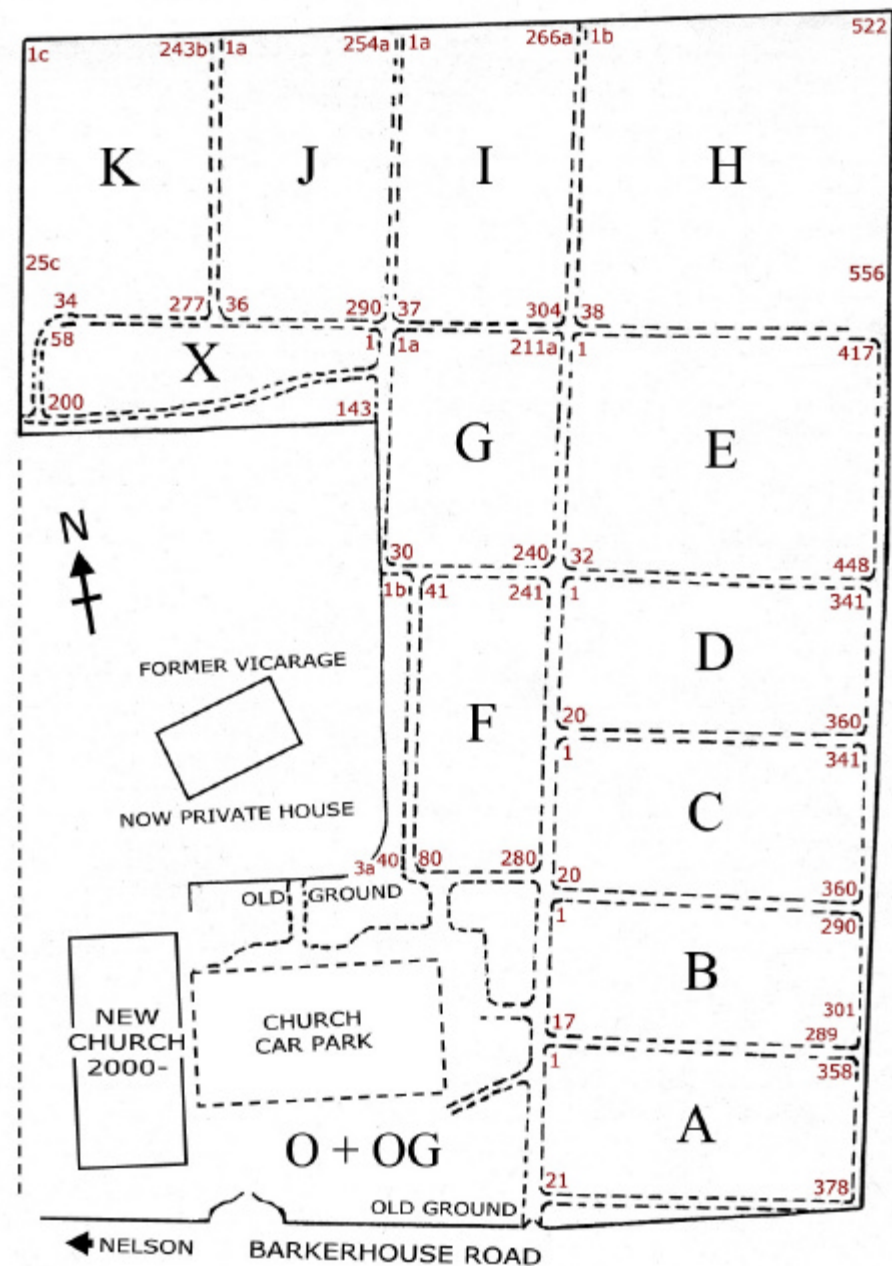 522
1c 243b 1a 254a 1a 266a 1b
K J I H
25c 556
34 277 36 290 37 304 38
58 X 1 1a 211a 1 417
200 143
G E
N
30 240 32 448
1b 41 241 1 341
FORMER VICARAGE
D
F
20 360
1 341
NOW PRIVATE HOUSE
C
3a 40 80 280 20 360
OLD GROUND
1 290
B
NEW
CHURCH
2000-
CHURCH
CAR PARK
17 301
289
1 358
A
O + OG
21 378
OLD GROUND
NELSON BARKERHOUSE ROAD